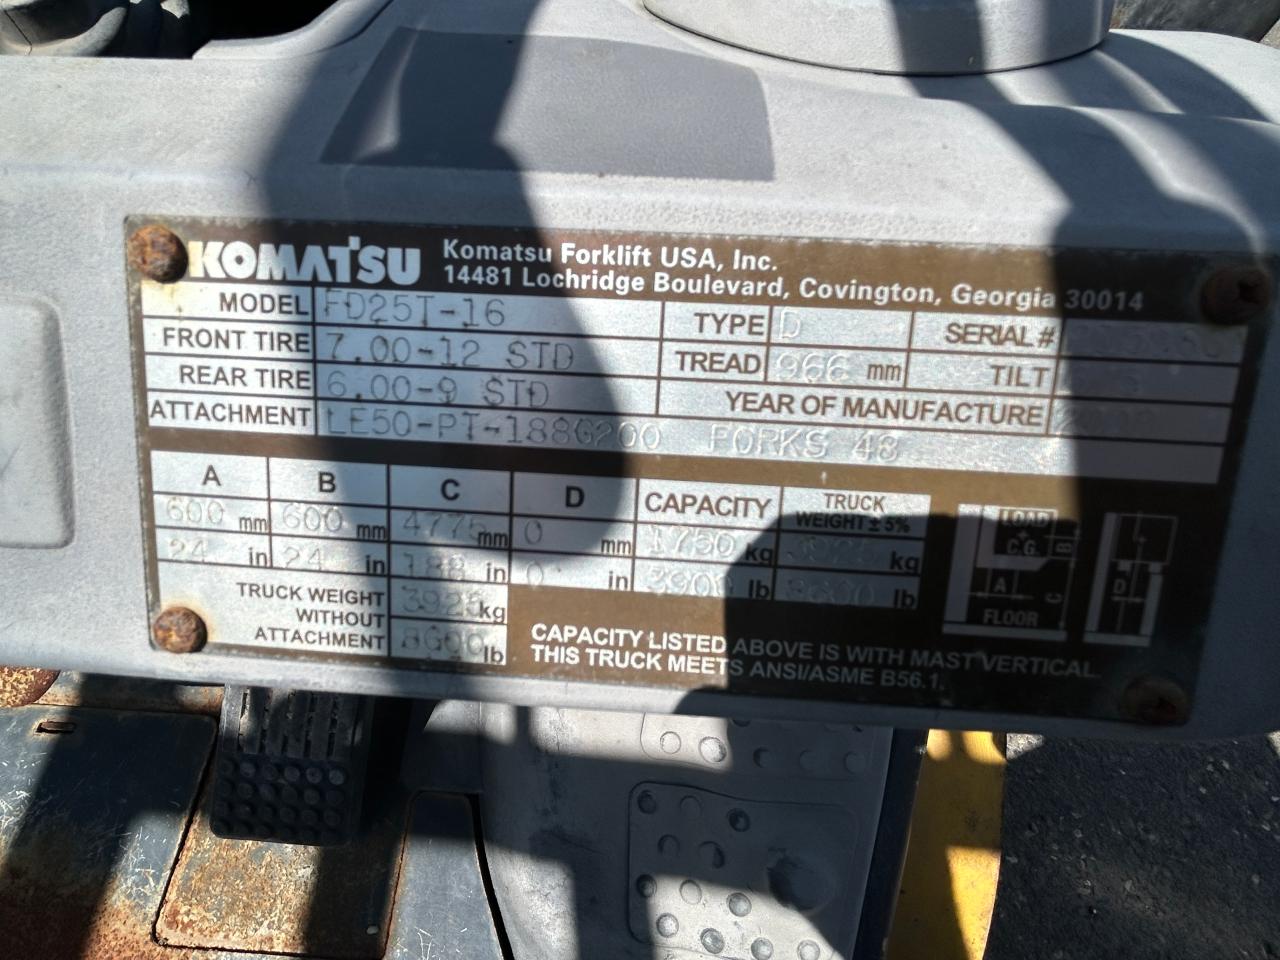 KOMATSU Komatsu Forklift USA, Inc.
14481 Lochridge Boulevard, Covington, Georgia 30014
MODEL FD25T-16 TYPE D SERIAL #
FRONT TIRE 7.00-12 STD TREAD 966 mm TILT
REAR TIRE 6.00-9 STD YEAR OF MANUFACTURE
ATTACHMENT LE50-PT-188G200 FORKS 48
A B C D CAPACITY TRUCK WEIGHT ± 5%
600 mm 600 mm 4775 mm 0 mm 1750 kg 3925 kg
24 in 24 in 188 in 0 in 3900 lb 8600 lb
TRUCK WEIGHT WITHOUT ATTACHMENT 3925 kg
8600 lb
CAPACITY LISTED ABOVE IS WITH MAST VERTICAL.
THIS TRUCK MEETS ANSI/ASME B56.1.
LOAD
C.G.
A B C D
FLOOR